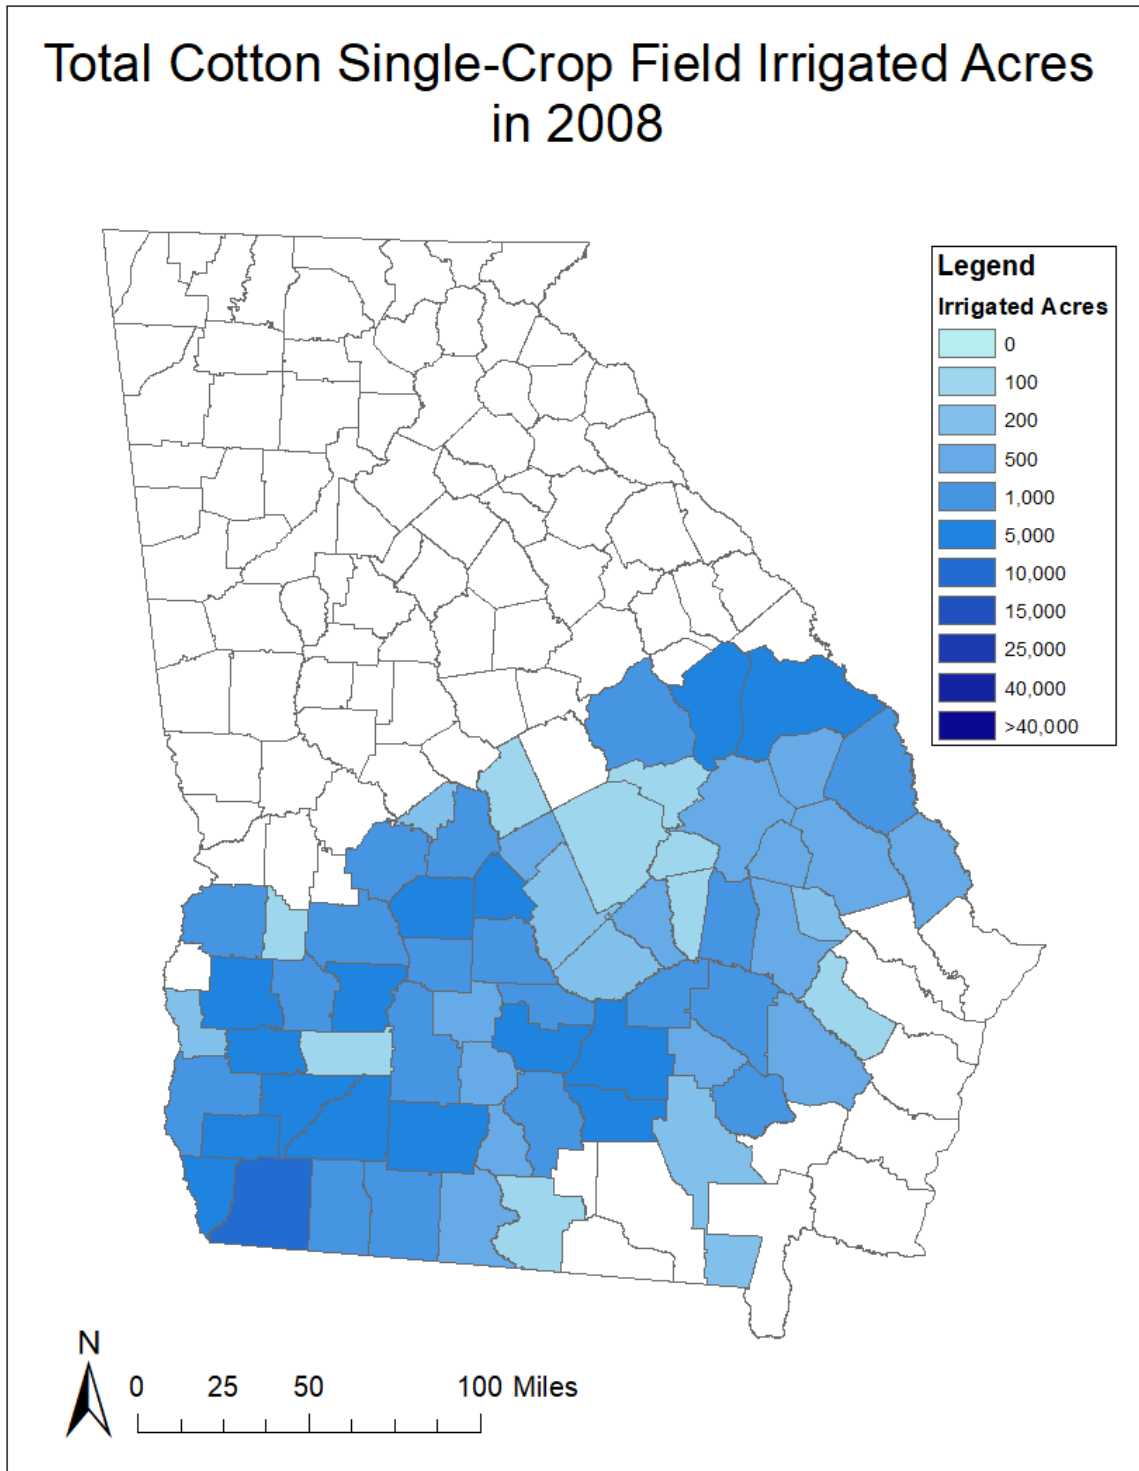 Total Cotton Single-Crop Field Irrigated Acres
in 2008
Legend
Irrigated Acres
0
100
200
500
1,000
5,000
10,000
15,000
25,000
40,000
>40,000
N
0 25 50 100 Miles